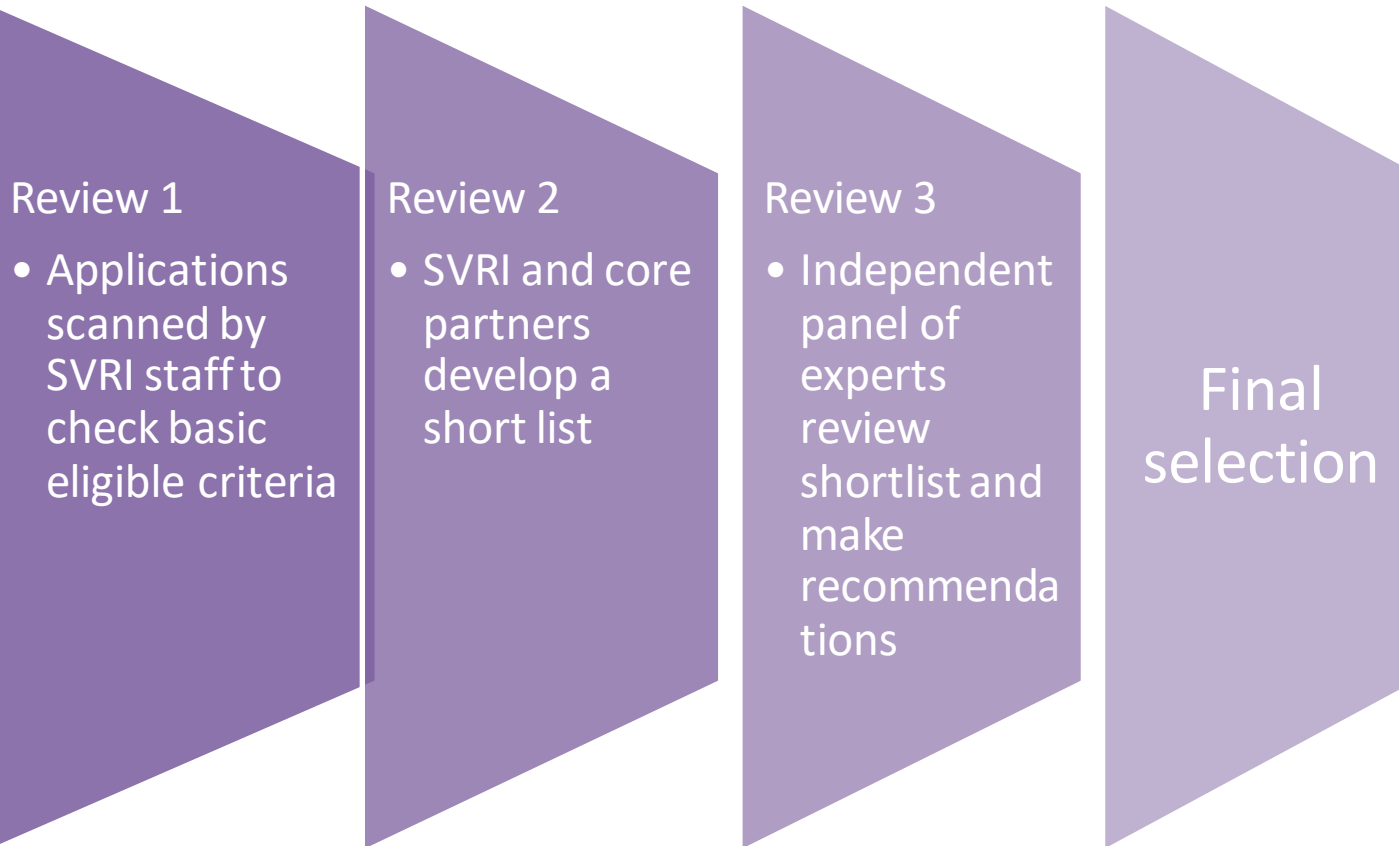 Review 1
• Applications
scanned by
SVRI staff to
check basic
eligible criteria
Review 2
• SVRI and core
partners
develop a
short list
Review 3
• Independent
panel of
experts
review
shortlist and
make
recommenda
tions
Final
selection